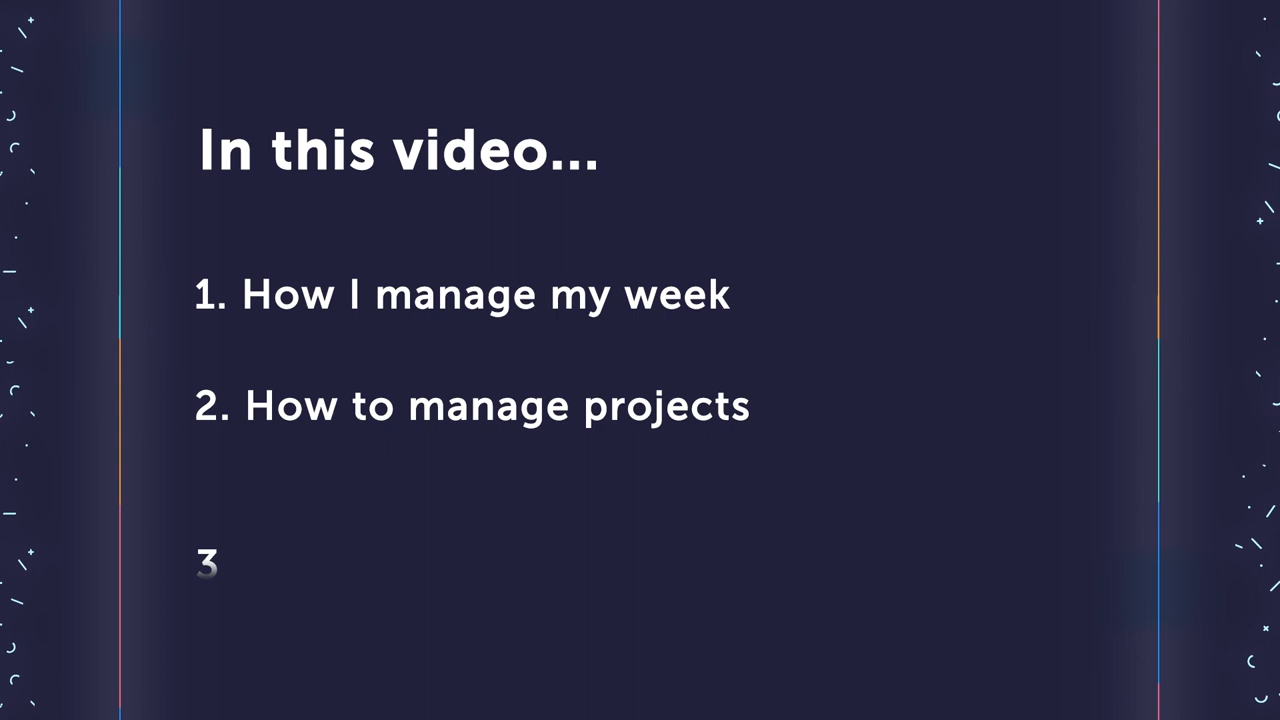 In this video...
1. How I manage my week
2. How to manage projects
3